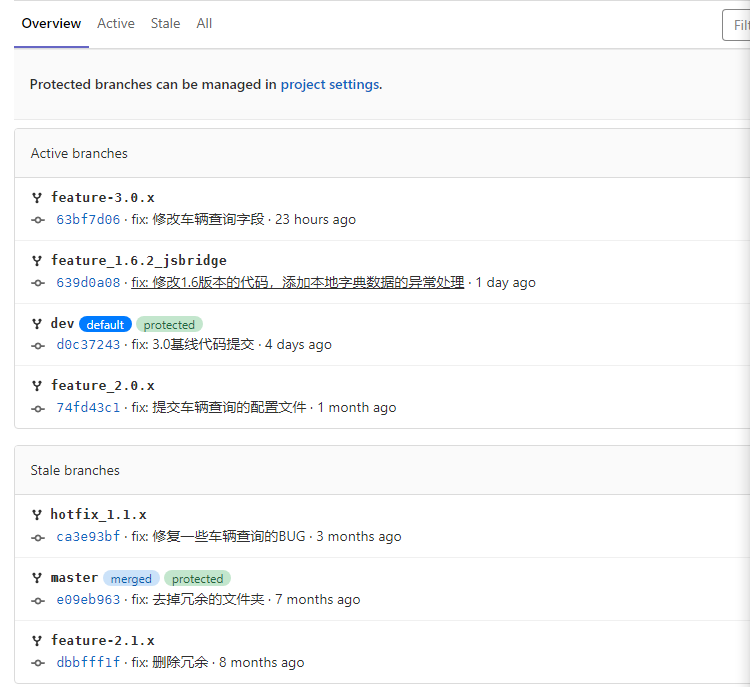 Overview Active Stale All Filt
Protected branches can be managed in project settings.
Active branches
feature-3.0.x
63bf7d06 · fix: 修改车辆查询字段 · 23 hours ago
feature_1.6.2_jsbridge
639d0a08 · fix: 修改1.6版本的代码，添加本地字典数据的异常处理 · 1 day ago
dev default protected
d0c37243 · fix: 3.0基线代码提交 · 4 days ago
feature_2.0.x
74fd43c1 · fix: 提交车辆查询的配置文件 · 1 month ago
Stale branches
hotfix_1.1.x
ca3e93bf · fix: 修复一些车辆查询的BUG · 3 months ago
master merged protected
e09eb963 · fix: 去掉冗余的文件夹 · 7 months ago
feature-2.1.x
dbbfff1f · fix: 删除冗余 · 8 months ago